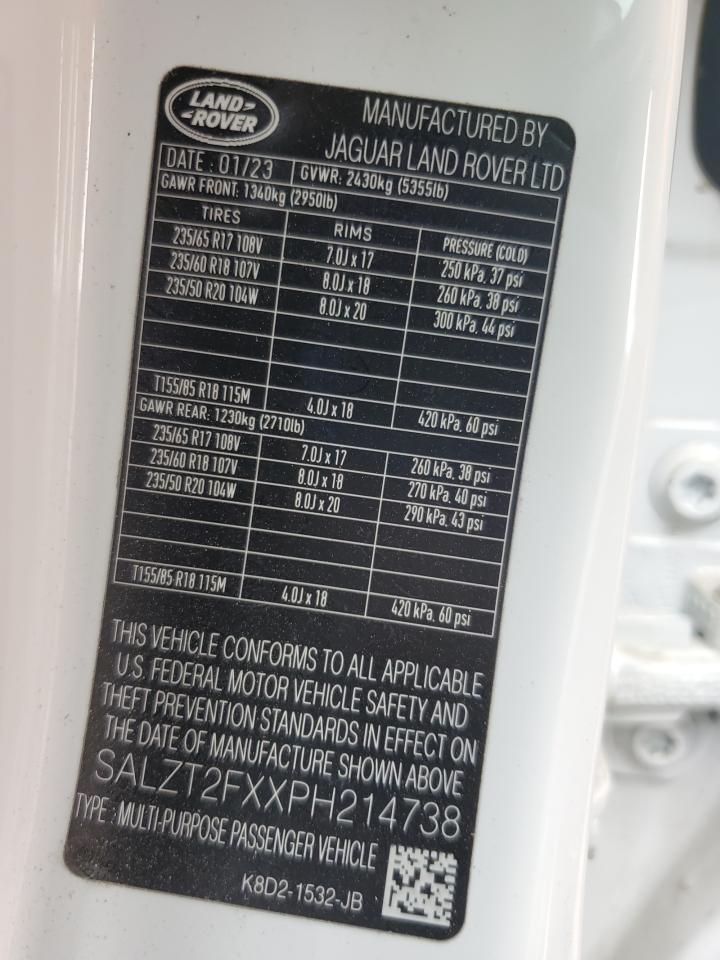 LAND ROVER
MANUFACTURED BY
JAGUAR LAND ROVER LTD
DATE : 01/23 GVWR: 2430kg (5355lb)
GAWR FRONT: 1340kg (2950lb)
TIRES RIMS PRESSURE (COLD)
235/65 R17 108V 7.0J x 17 250 kPa, 37 psi
235/60 R18 107V 8.0J x 18 260 kPa, 38 psi
235/50 R20 104W 8.0J x 20 300 kPa, 44 psi
T155/85 R18 115M 4.0J x 18 420 kPa, 60 psi
GAWR REAR: 1230kg (2710lb)
235/65 R17 108V 7.0J x 17 260 kPa, 38 psi
235/60 R18 107V 8.0J x 18 270 kPa, 40 psi
235/50 R20 104W 8.0J x 20 290 kPa, 43 psi
T155/85 R18 115M 4.0J x 18 420 kPa, 60 psi
THIS VEHICLE CONFORMS TO ALL APPLICABLE
U.S. FEDERAL MOTOR VEHICLE SAFETY AND
THEFT PREVENTION STANDARDS IN EFFECT ON
THE DATE OF MANUFACTURE SHOWN ABOVE
SALZT2FXXPH214738
TYPE : MULTI-PURPOSE PASSENGER VEHICLE
K8D2-1532-JB